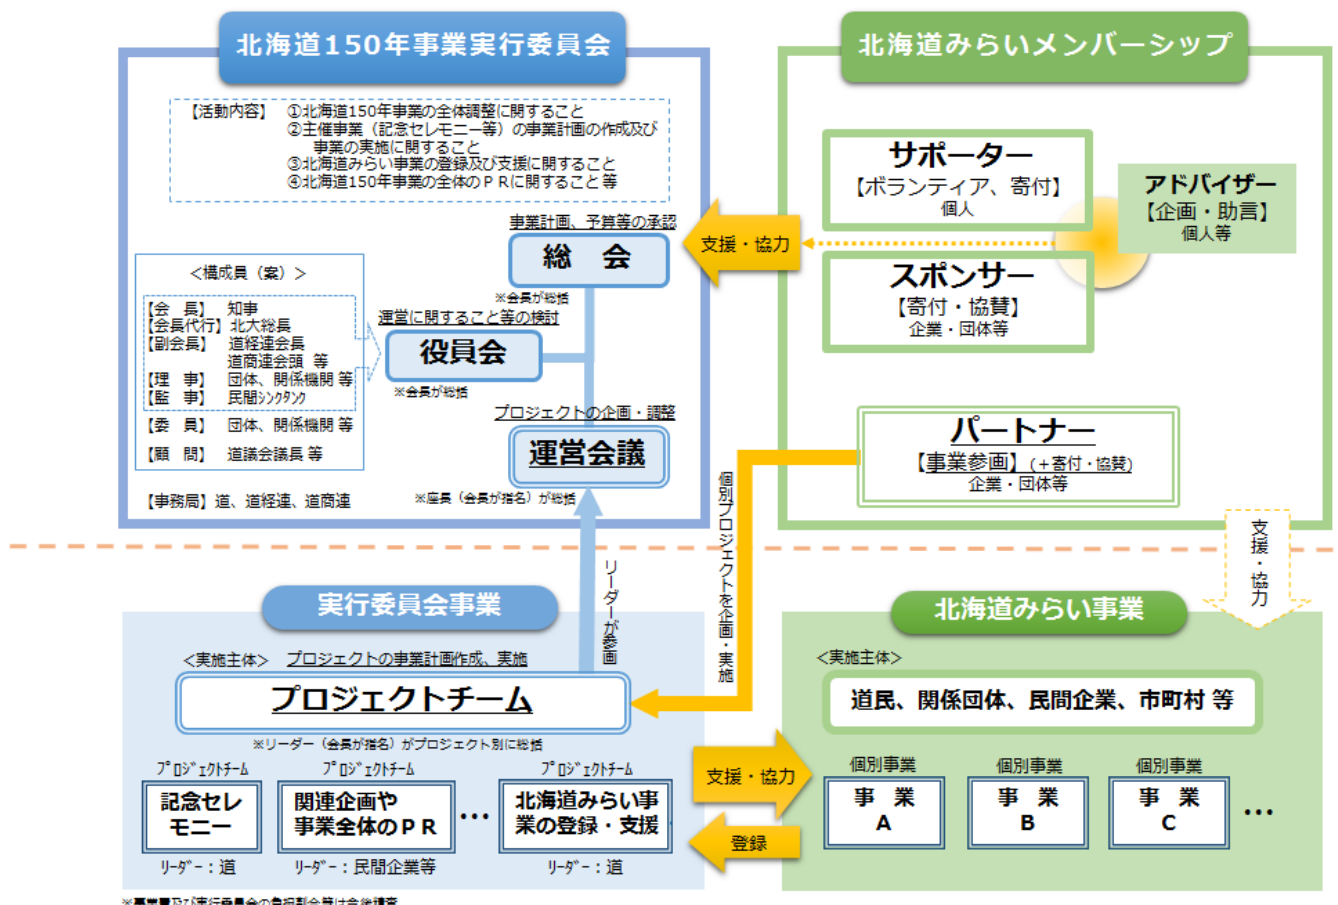 北海道150年事業実行委員会
【活動内容】 ①北海道150年事業の全体調整に関すること
②主催事業（記念セレモニー等）の事業計画の作成及び
事業の実施に関すること
③北海道みらい事業の登録及び支援に関すること
④北海道150年事業の全体のＰＲに関すること 等
事業計画、予算等の承認
総　会
※会長が総括
＜構成員（案）＞
【会　長】　知事
【会長代行】北大総長
【副会長】　道経連会長
道商連会頭 等
【理　事】　団体、関係機関 等
【監　事】　民間ｼﾝｸﾀﾝｸ
【委　員】　団体、関係機関 等
【顧　問】　道議会議長 等
【事務局】道、道経連、道商連
運営に関すること等の検討
役員会
※会長が総括
プロジェクトの企画・調整
運営会議
※座長（会長が指名）が総括
支援・協力
北海道みらいメンバーシップ
サポーター
【ボランティア、寄付】
個人
アドバイザー
【企画・助言】
個人等
スポンサー
【寄付・協賛】
企業・団体等
パートナー
【事業参画】（＋寄付・協賛）
企業・団体等
個別プロジェクトを企画・実施
支援・協力
リーダーが参画
実行委員会事業
＜実施主体＞　プロジェクトの事業計画作成、実施
プロジェクトチーム
※リーダー（会長が指名）がプロジェクト別に総括
ﾌﾟﾛｼﾞｪｸﾄﾁｰﾑ
記念セレ
モニー
ﾘｰﾀﾞｰ：道
ﾌﾟﾛｼﾞｪｸﾄﾁｰﾑ
関連企画や
事業全体のＰＲ
ﾘｰﾀﾞｰ：民間企業等
…
ﾌﾟﾛｼﾞｪｸﾄﾁｰﾑ
北海道みらい事
業の登録・支援
ﾘｰﾀﾞｰ：道
支援・協力
登録
北海道みらい事業
＜実施主体＞
道民、関係団体、民間企業、市町村 等
個別事業
事　業
A
個別事業
事　業
B
個別事業
事　業
C
…